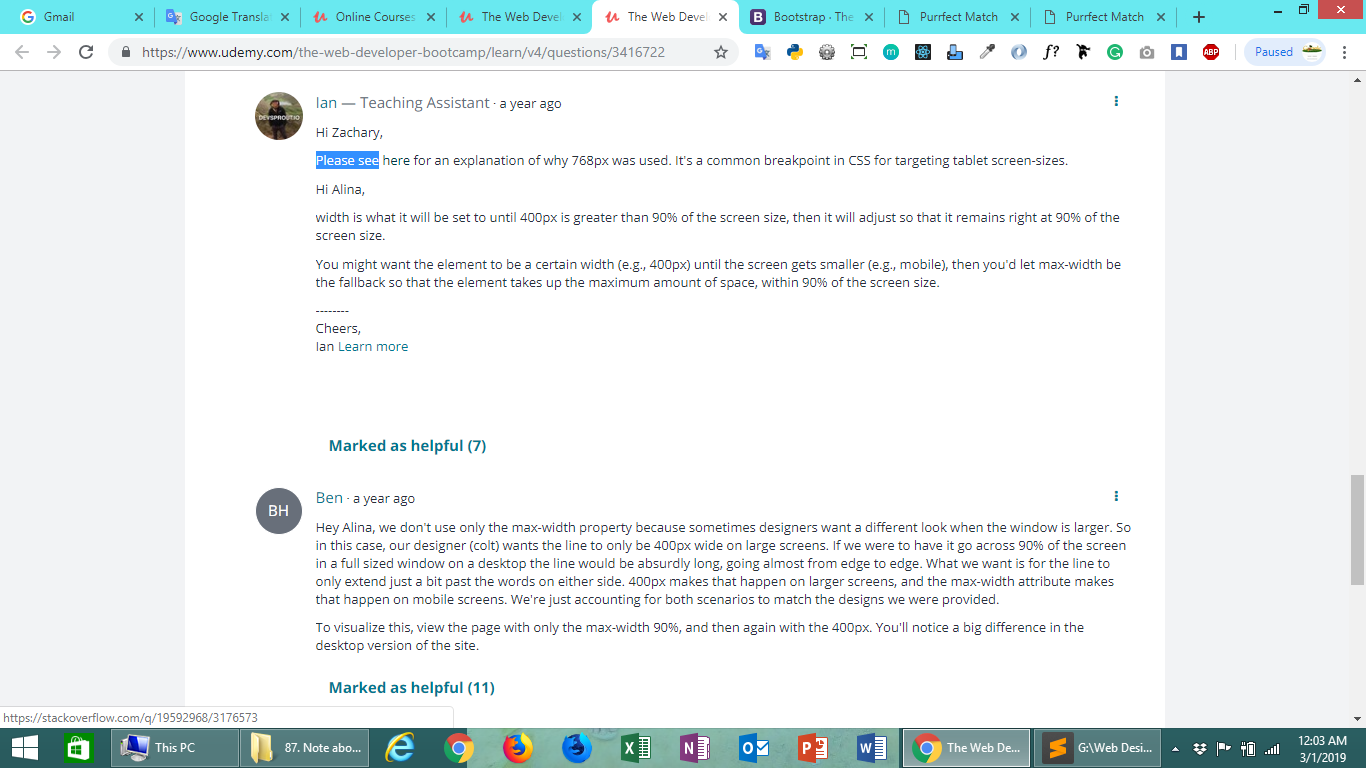 Gmail
Google Transla
Online Courses
The Web Devel
The Web Devel
Bootstrap · The
Purrfect Match
Purrfect Match
https://www.udemy.com/the-web-developer-bootcamp/learn/v4/questions/3416722
m
f?
ABP
Paused
DEVSPROUT.IO
Ian — Teaching Assistant · a year ago
Hi Zachary,
Please see here for an explanation of why 768px was used. It's a common breakpoint in CSS for targeting tablet screen-sizes.
Hi Alina,
width is what it will be set to until 400px is greater than 90% of the screen size, then it will adjust so that it remains right at 90% of the
screen size.
You might want the element to be a certain width (e.g., 400px) until the screen gets smaller (e.g., mobile), then you'd let max-width be
the fallback so that the element takes up the maximum amount of space, within 90% of the screen size.
--------
Cheers,
Ian Learn more
Marked as helpful (7)
BH
Ben · a year ago
Hey Alina, we don't use only the max-width property because sometimes designers want a different look when the window is larger. So
in this case, our designer (colt) wants the line to only be 400px wide on large screens. If we were to have it go across 90% of the screen
in a full sized window on a desktop the line would be absurdly long, going almost from edge to edge. What we want is for the line to
only extend just a bit past the words on either side. 400px makes that happen on larger screens, and the max-width attribute makes
that happen on mobile screens. We're just accounting for both scenarios to match the designs we were provided.
To visualize this, view the page with only the max-width 90%, and then again with the 400px. You'll notice a big difference in the
desktop version of the site.
Marked as helpful (11)
https://stackoverflow.com/q/19592968/3176573
This PC
87. Note abo...
The Web De...
G:\Web Desi...
12:03 AM
3/1/2019